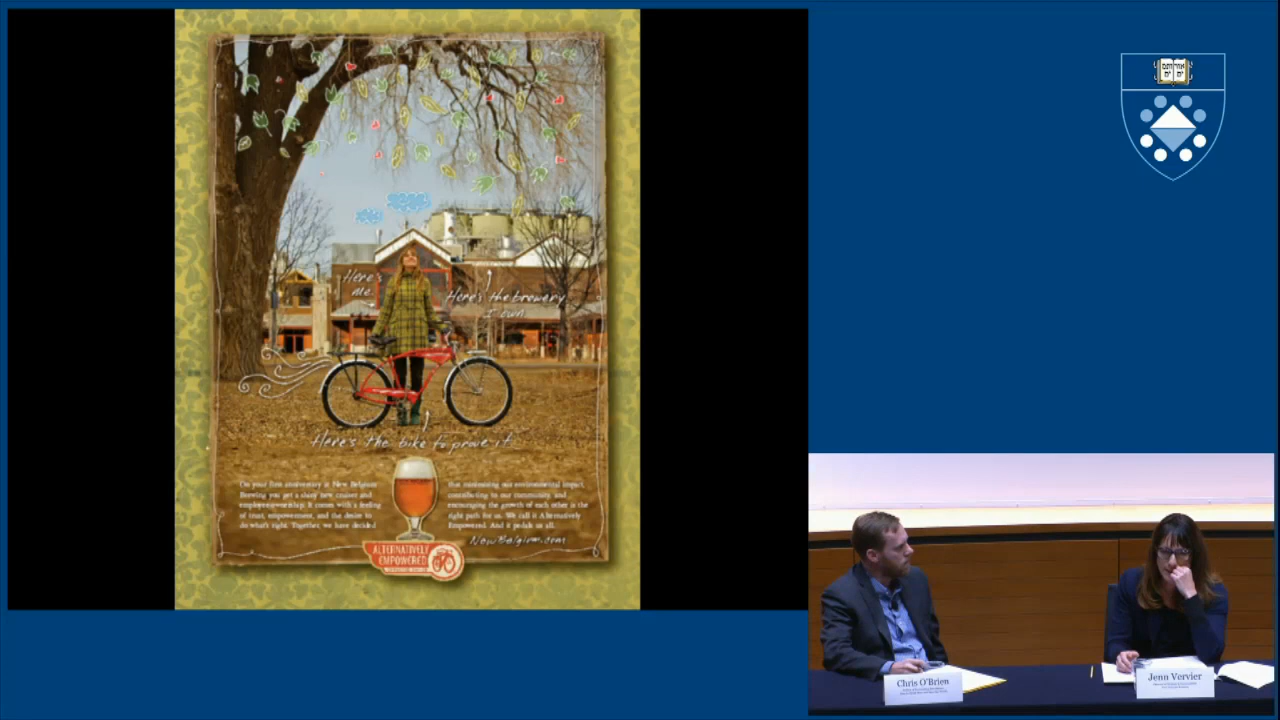 Here's
me.
Here's the brewery
I own.
Here's the bike to prove it.
On your first anniversary at New Belgium
Brewing you get a shiny new cruiser and
employee ownership. It comes with a feeling
of trust, empowerment, and the desire to
do what's right. Together, we have decided
that minimizing our environmental impact,
contributing to our community, and
encouraging the growth of each other is the
right path for us. We call it Alternatively
Empowered. And it pedals us all.
NewBelgium.com
ALTERNATIVELY
EMPOWERED
Chris O'Brien
Jenn Vervier